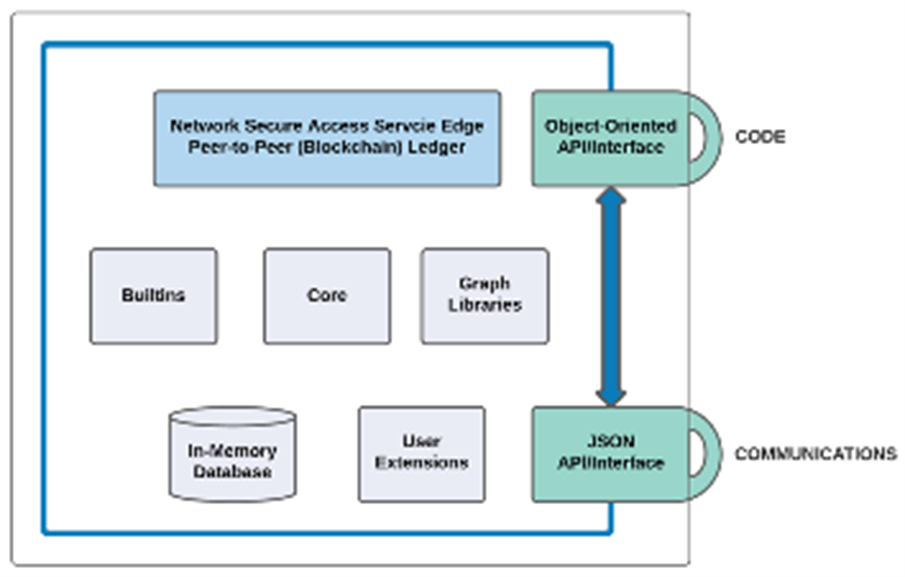 Network Secure Access Servcie Edge
Peer-to-Peer (Blockchain) Ledger
Object-Oriented
API/Interface
CODE
Builtins
Core
Graph
Libraries
In-Memory
Database
User
Extensions
JSON
API/Interface
COMMUNICATIONS